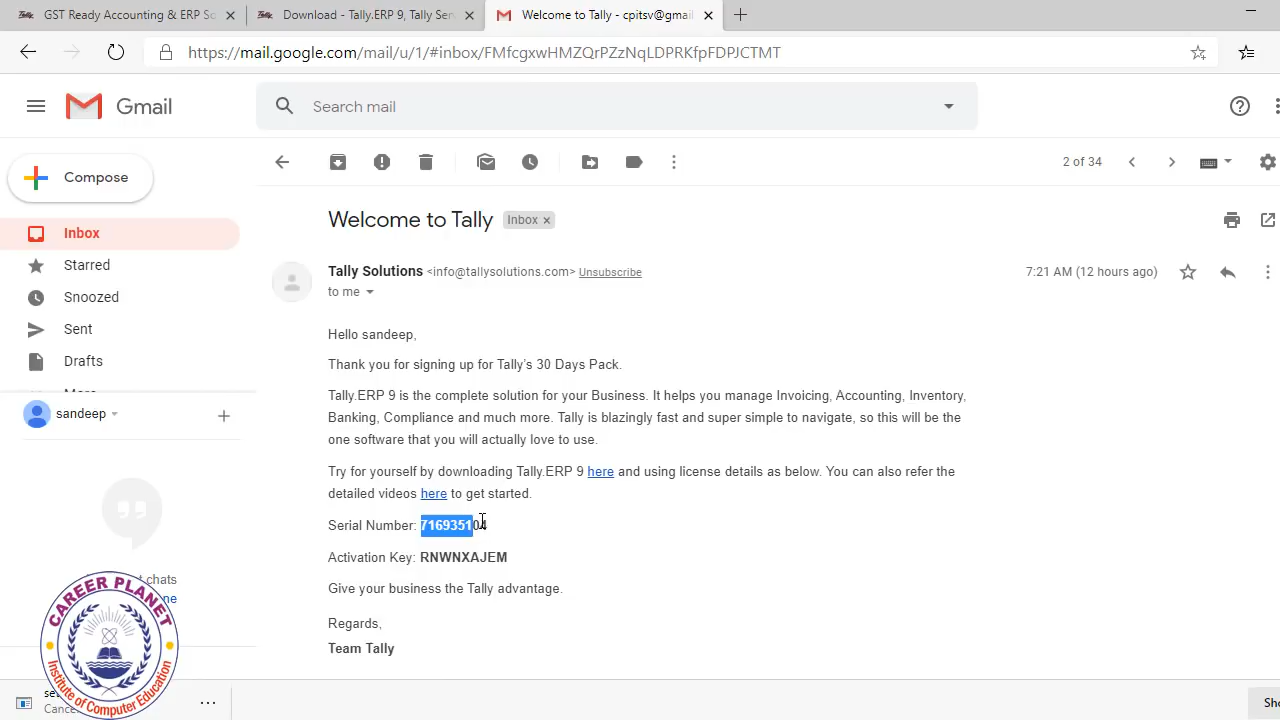 GST Ready Accounting & ERP So
Download - Tally.ERP 9, Tally Serv
Welcome to Tally - cpitsv@gmail
https://mail.google.com/mail/u/1/#inbox/FMfcgxwHMZQrPZzNqLDPRKfpFDPJCTMT
Gmail
Search mail
Compose
2 of 34
Welcome to Tally
Inbox ×
Inbox
Starred
Snoozed
Sent
Drafts
sandeep
Tally Solutions <info@tallysolutions.com> Unsubscribe
7:21 AM (12 hours ago)
to me
Hello sandeep,
Thank you for signing up for Tally's 30 Days Pack.
Tally.ERP 9 is the complete solution for your Business. It helps you manage Invoicing, Accounting, Inventory,
Banking, Compliance and much more. Tally is blazingly fast and super simple to navigate, so this will be the
one software that you will actually love to use.
Try for yourself by downloading Tally.ERP 9 here and using license details as below. You can also refer the
detailed videos here to get started.
Serial Number: 716935104
Activation Key: RNWNXAJEM
Give your business the Tally advantage.
Regards,
Team Tally
chats
CAREER PLANET
Institute of Computer Education